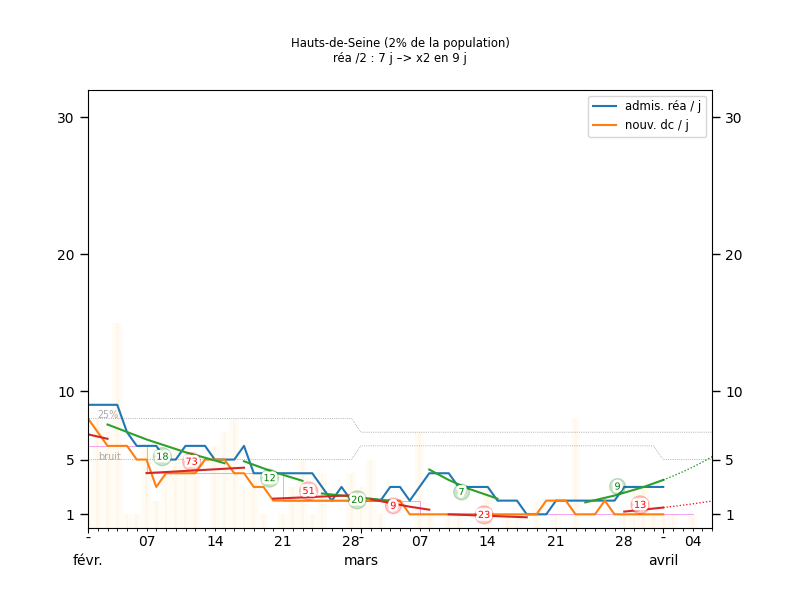 Hauts-de-Seine (2% de la population)
réa /2 : 7 j –> x2 en 9 j
admis. réa / j
nouv. dc / j
30 30
20 20
10 10
25%
bruit
5 5
18 73 12 51 20 9 7 23 9 13
1 1
- 07 14 21 28 - 07 14 21 28 - 04
févr. mars avril